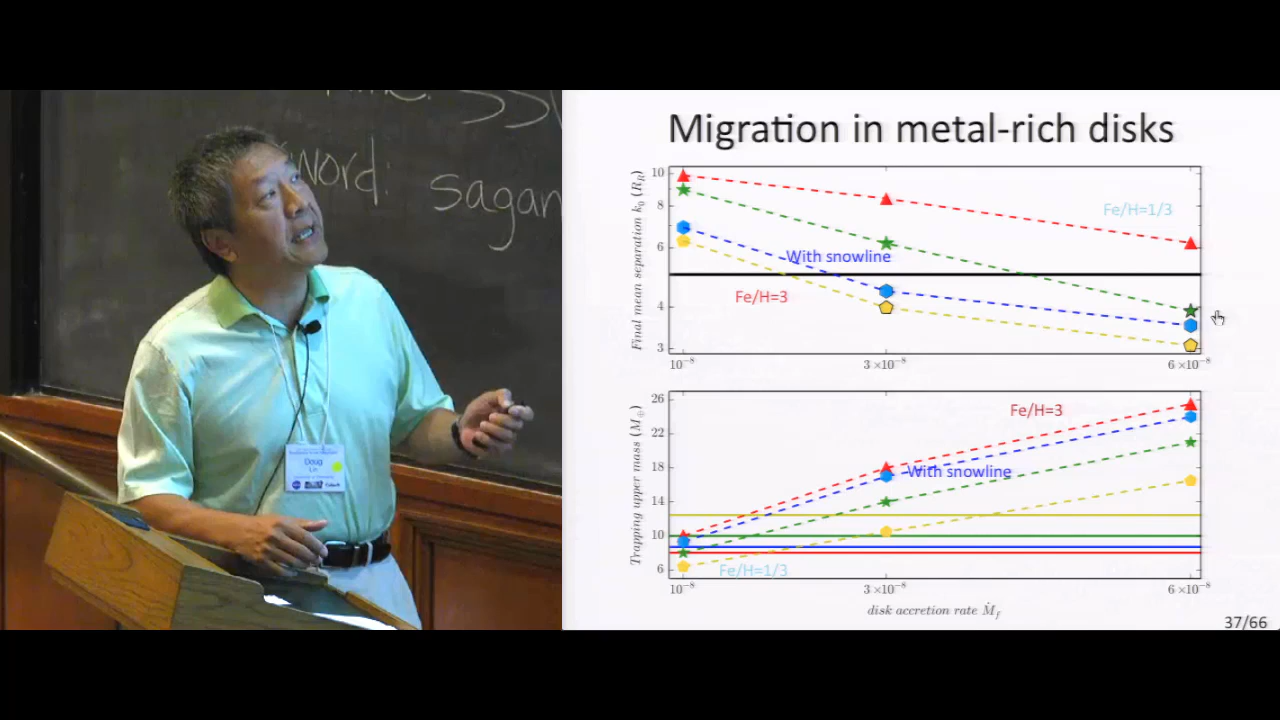 word:
sagan
Doug
Lin
Migration in metal-rich disks
Final mean separation k₀ (R_R)
10
8
6
4
3
Fe/H=1/3
With snowline
Fe/H=3
10⁻⁸
3×10⁻⁸
6×10⁻⁸
Trapping upper mass (M⊕)
26
22
18
14
10
6
Fe/H=3
With snowline
Fe/H=1/3
10⁻⁸
3×10⁻⁸
6×10⁻⁸
disk accretion rate Ṁ_f
37/66